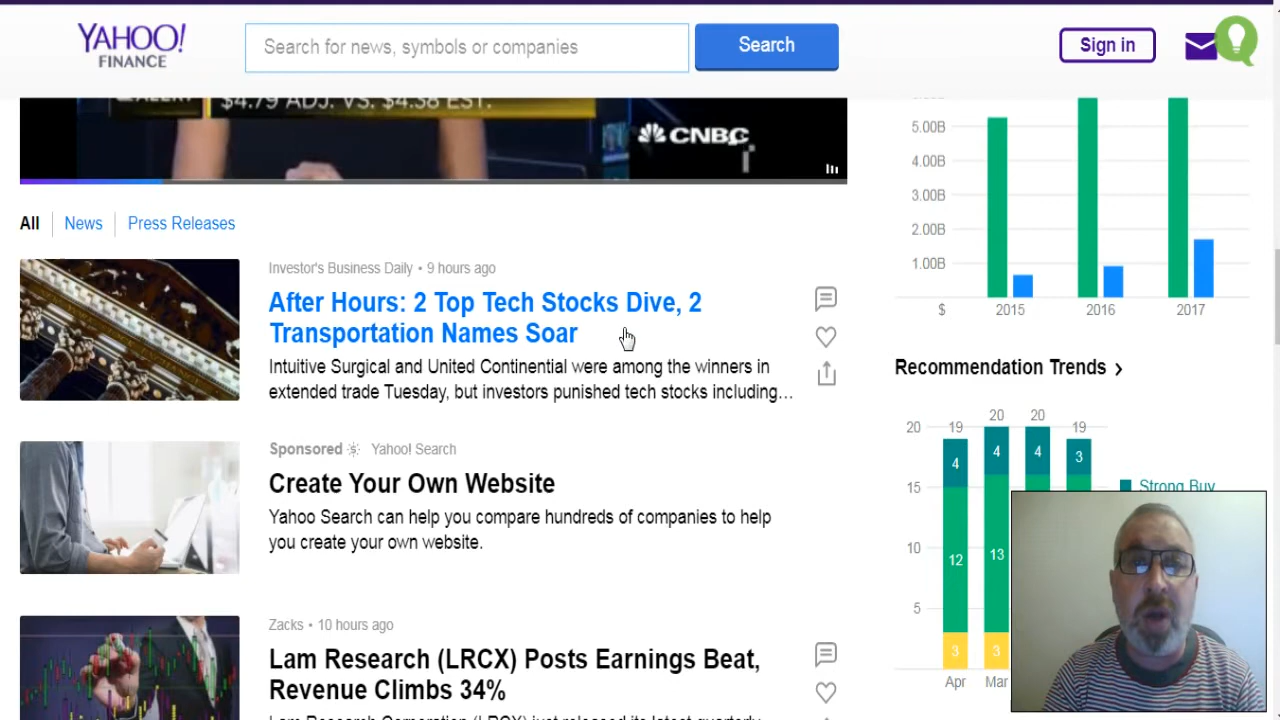 YAHOO!
FINANCE
Search for news, symbols or companies
Search
Sign in
$4.79 ADJ. VS. $4.38 EST.
CNBC
All
News
Press Releases
Investor's Business Daily • 9 hours ago
After Hours: 2 Top Tech Stocks Dive, 2
Transportation Names Soar
Intuitive Surgical and United Continential were among the winners in
extended trade Tuesday, but investors punished tech stocks including...
Sponsored
Yahoo! Search
Create Your Own Website
Yahoo Search can help you compare hundreds of companies to help
you create your own website.
Zacks • 10 hours ago
Lam Research (LRCX) Posts Earnings Beat,
Revenue Climbs 34%
5.00B
4.00B
3.00B
2.00B
1.00B
$
2015
2016
2017
Recommendation Trends
20
15
10
5
19
20
20
19
4
4
4
3
12
13
3
3
Apr
Mar
Strong Buy